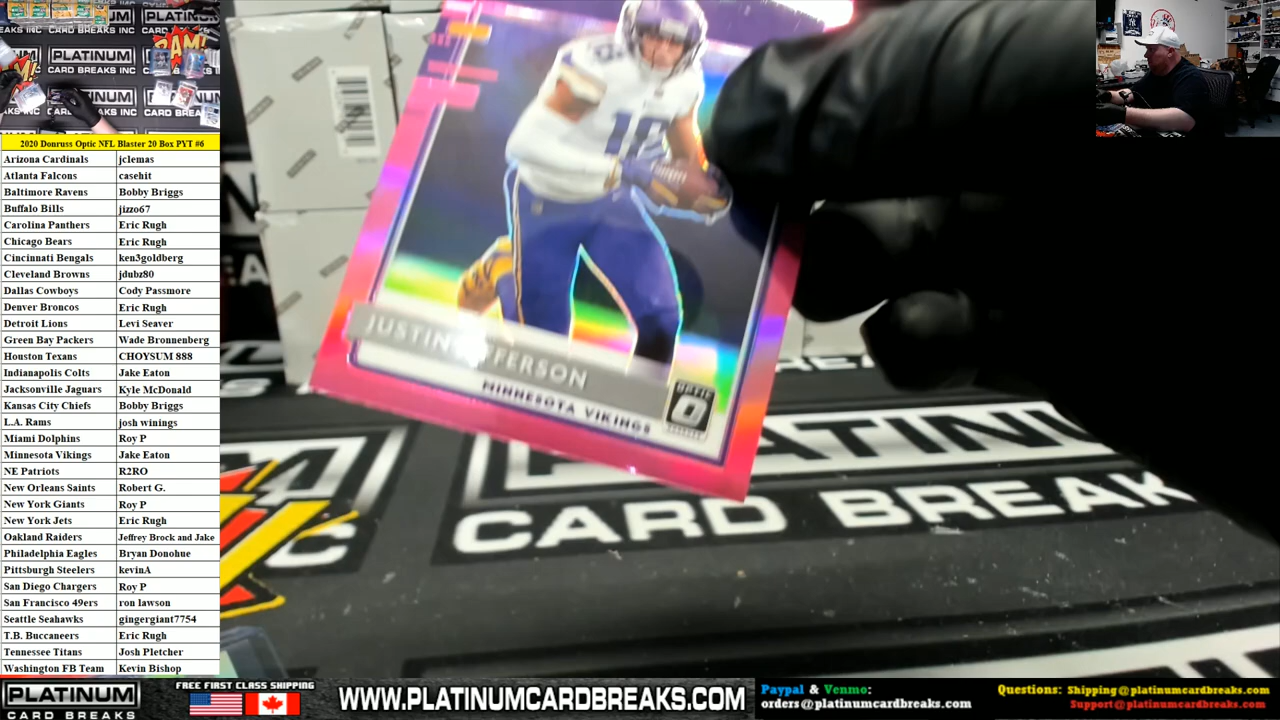 2020 Donruss Optic NFL Blaster 20 Box PYT #6
Arizona Cardinals jclemas
Atlanta Falcons casehit
Baltimore Ravens Bobby Briggs
Buffalo Bills jizzo67
Carolina Panthers Eric Rugh
Chicago Bears Eric Rugh
Cincinnati Bengals ken3goldberg
Cleveland Browns jdubz80
Dallas Cowboys Cody Passmore
Denver Broncos Eric Rugh
Detroit Lions Levi Seaver
Green Bay Packers Wade Bronnenberg
Houston Texans CHOYSUM 888
Indianapolis Colts Jake Eaton
Jacksonville Jaguars Kyle McDonald
Kansas City Chiefs Bobby Briggs
L.A. Rams josh winings
Miami Dolphins Roy P
Minnesota Vikings Jake Eaton
NE Patriots R2RO
New Orleans Saints Robert G.
New York Giants Roy P
New York Jets Eric Rugh
Oakland Raiders Jeffrey Brock and Jake
Philadelphia Eagles Bryan Donohue
Pittsburgh Steelers kevinA
San Diego Chargers Roy P
San Francisco 49ers ron lawson
Seattle Seahawks gingergiant7754
T.B. Buccaneers Eric Rugh
Tennessee Titans Josh Pletcher
Washington FB Team Kevin Bishop
18
MINNESOTA VIKINGS
OPTIC
PLATINUM
CARD BREAK
PLATINUM
CARD BREAKS INC
PLATINUM
CARD BREAKS
FREE FIRST CLASS SHIPPING
WWW.PLATINUMCARDBREAKS.COM
Paypal & Venmo:
orders@platinumcardbreaks.com
Questions: Shipping@platinumcardbreaks.com
Support@platinumcardbreaks.com